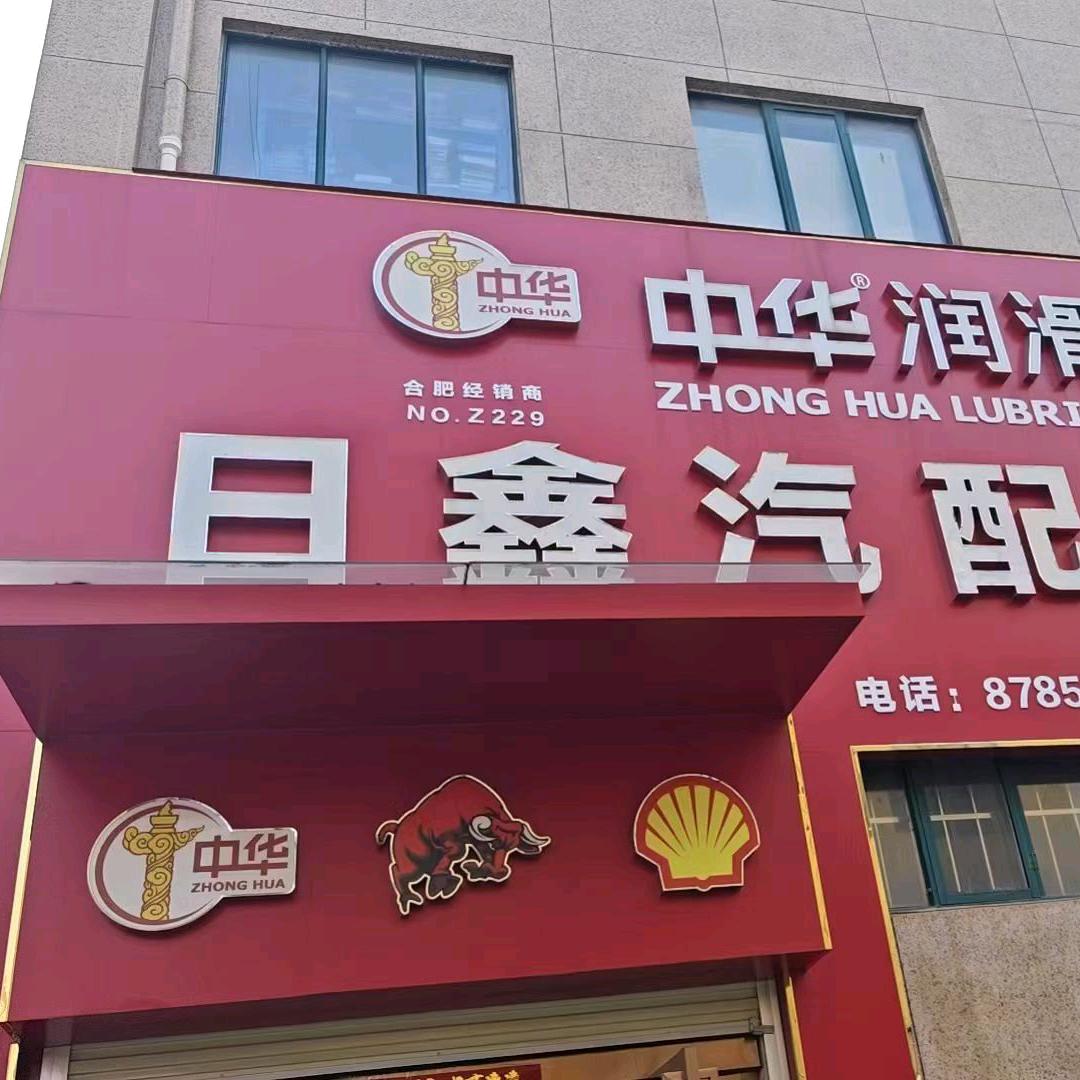 中华
ZHONG HUA
中华®润滑
ZHONG HUA LUBRI
合肥经销商
NO.Z229
日鑫汽配
电话：8785
中华
ZHONG HUA